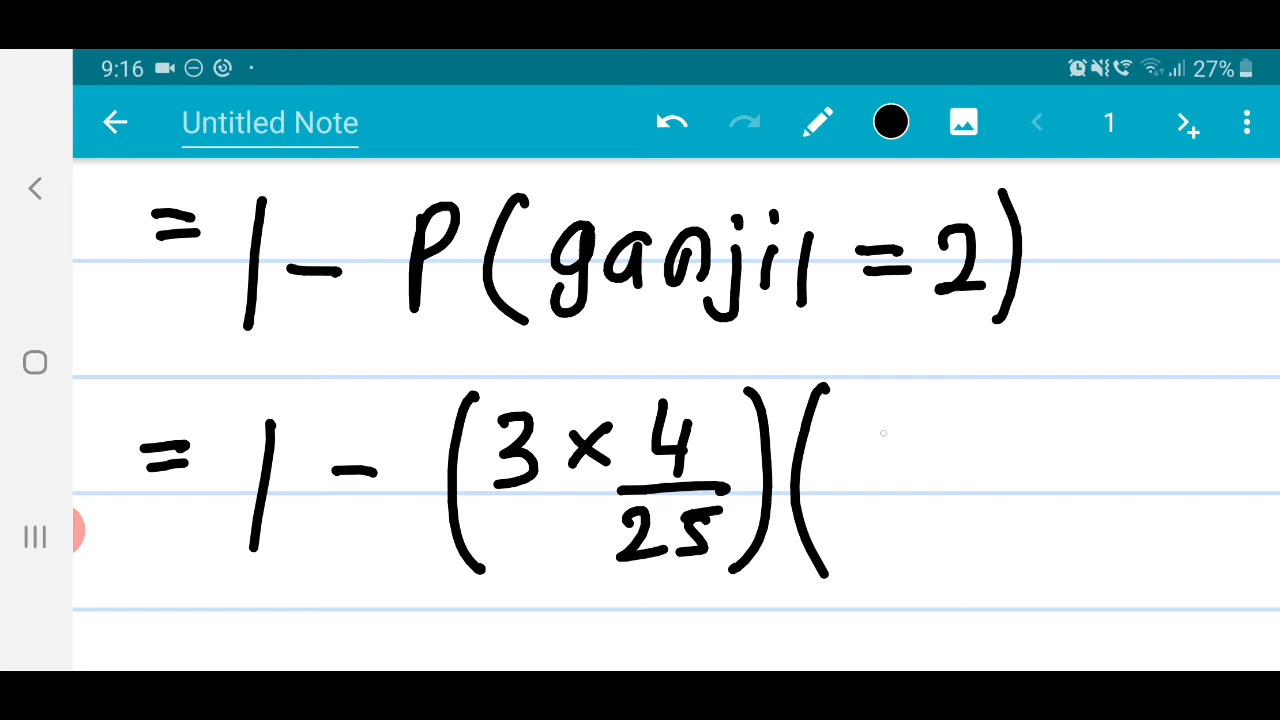 9:16 27%
Untitled Note 1
= 1 - P(ganjil = 2)
= 1 - (3 × 4/25)(